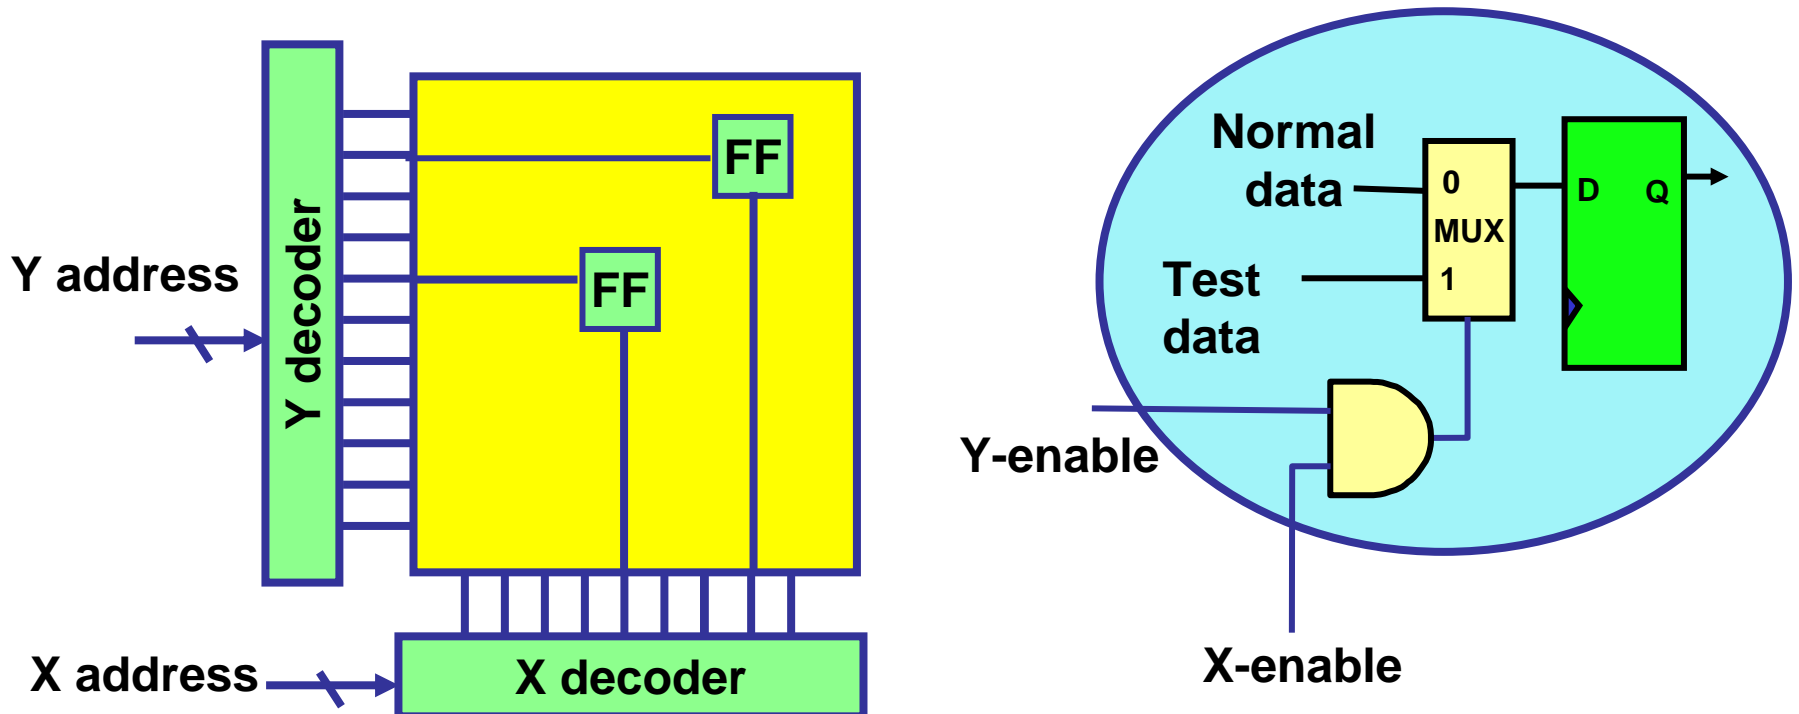 Y address
Y decoder
FF
FF
X address
X decoder
Normal
data
Test
data
0
MUX
1
D Q
Y-enable
X-enable